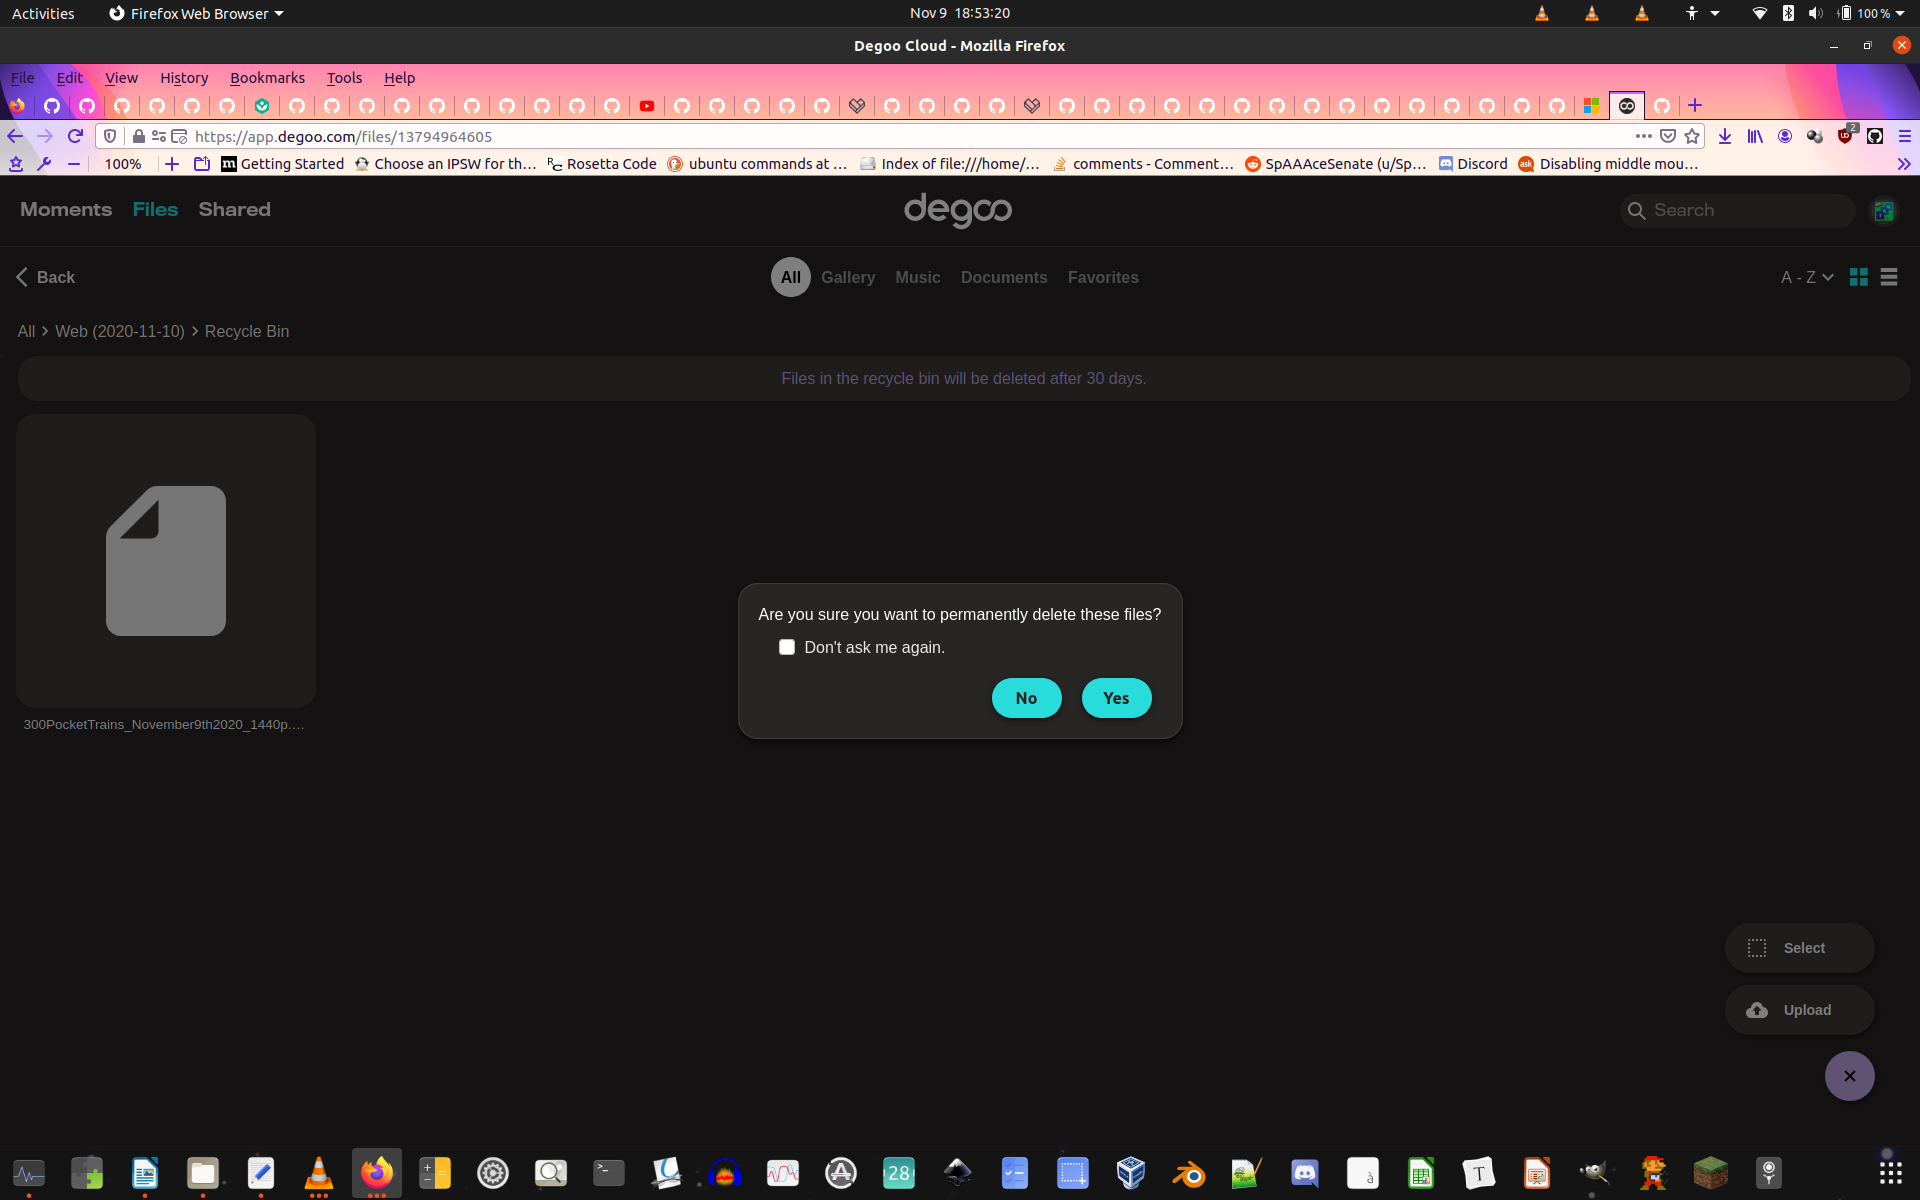 Activities
Firefox Web Browser
Nov 9 18:53:20
100 %
Degoo Cloud - Mozilla Firefox
File Edit View History Bookmarks Tools Help
https://app.degoo.com/files/13794964605
2
100%
Getting Started
Choose an IPSW for th…
Rosetta Code
ubuntu commands at …
Index of file:///home/…
comments - Comment…
SpAAAceSenate (u/Sp…
Discord
Disabling middle mou…
Moments Files Shared
degoo
Search
Back
All Gallery Music Documents Favorites
A - Z
All > Web (2020-11-10) > Recycle Bin
Files in the recycle bin will be deleted after 30 days.
300PocketTrains_November9th2020_1440p....
Are you sure you want to permanently delete these files?
Don't ask me again.
No Yes
Select
Upload
28